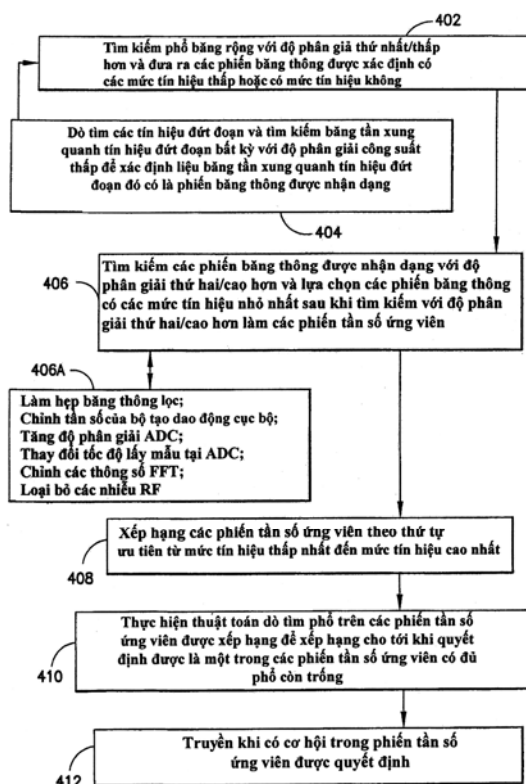 402
Tìm kiếm phổ băng rộng với độ phân giả thứ nhất/thấp
hơn và đưa ra các phiến băng thông được xác định có
các mức tín hiệu thấp hoặc có mức tín hiệu không
Dò tìm các tín hiệu đứt đoạn và tìm kiếm băng tần xung
quanh tín hiệu đứt đoạn bất kỳ với độ phân giải công suất
thấp để xác định liệu băng tần xung quanh tín hiệu đứt
đoạn đó có là phiến băng thông được nhận dạng
404
406
Tìm kiếm các phiến băng thông được nhận dạng với độ
phân giải thứ hai/cao hơn và lựa chọn các phiến băng thông
có các mức tín hiệu nhỏ nhất sau khi tìm kiếm với độ phân
giải thứ hai/cao hơn làm các phiến tần số ứng viên
406A
Làm hẹp băng thông lọc;
Chỉnh tần số của bộ tạo dao động cục bộ;
Tăng độ phân giải ADC;
Thay đổi tốc độ lấy mẫu tại ADC;
Chỉnh các thông số FFT;
Loại bỏ các nhiễu RF
Xếp hạng các phiến tần số ứng viên theo thứ tự
ưu tiên từ mức tín hiệu thấp nhất đến mức tín hiệu cao nhất
408
Thực hiện thuật toán dò tìm phổ trên các phiến tần số
ứng viên được xếp hạng để xếp hạng cho tới khi quyết
định được là một trong các phiến tần số ứng viên có đủ
phổ còn trống
410
Truyền khi có cơ hội trong phiến tần số
ứng viên được quyết định
412